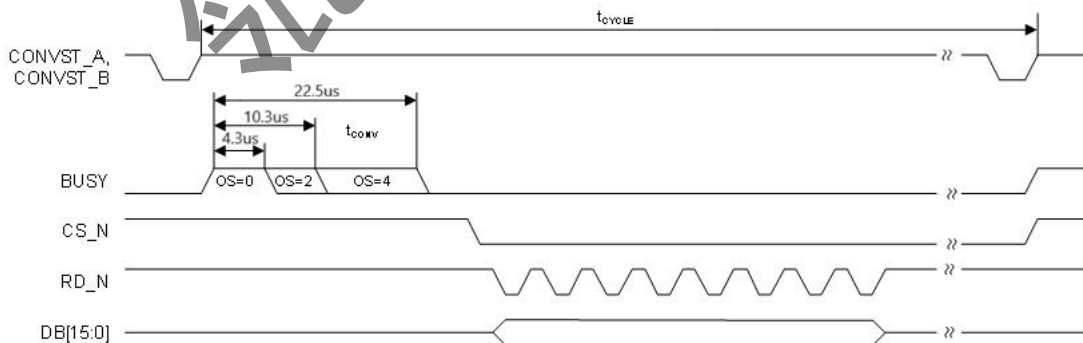 tCYCLE
CONVST_A,
CONVST_B
22.5us
10.3us
tCONV
4.3us
BUSY
OS=0
OS=2
OS=4
CS_N
RD_N
DB[15:0]